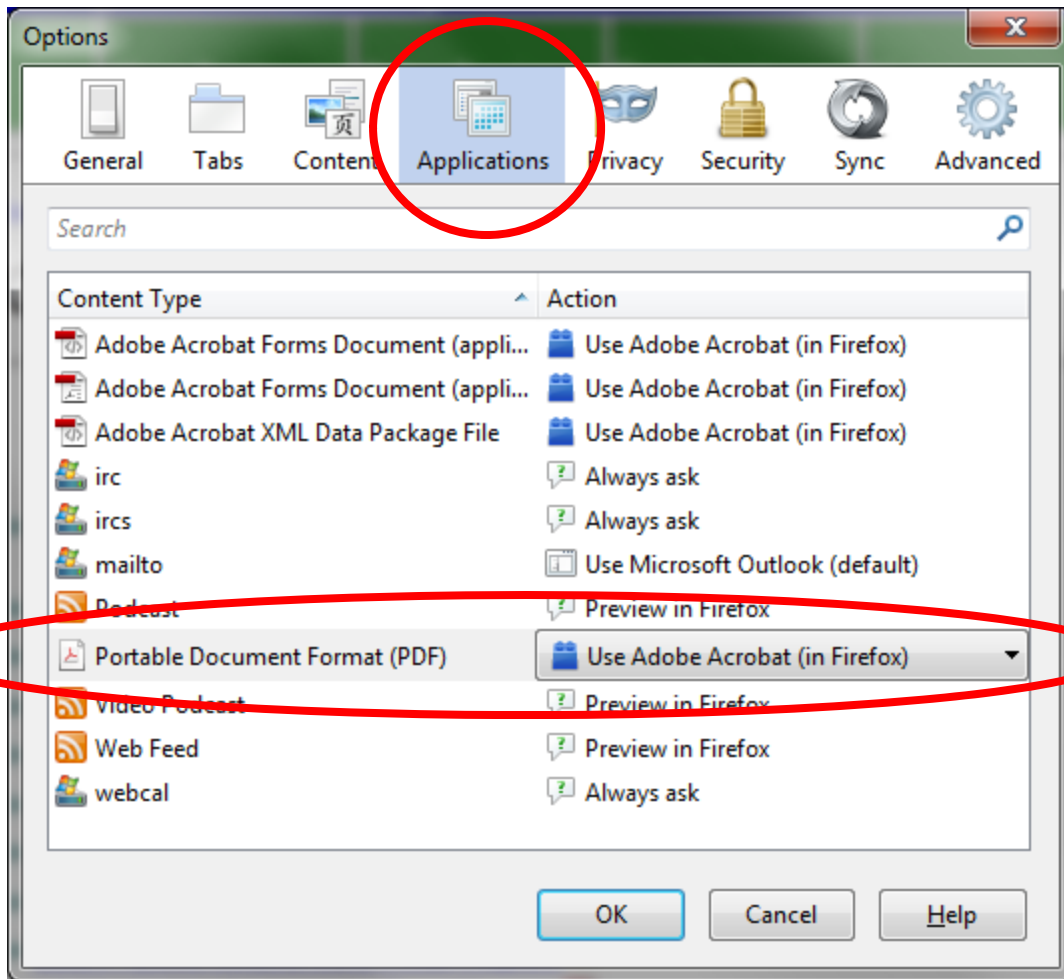 Options
General Tabs Content Applications Privacy Security Sync Advanced
页
Search
Content Type Action
Adobe Acrobat Forms Document (appli... Use Adobe Acrobat (in Firefox)
Adobe Acrobat Forms Document (appli... Use Adobe Acrobat (in Firefox)
Adobe Acrobat XML Data Package File Use Adobe Acrobat (in Firefox)
irc Always ask
ircs Always ask
mailto Use Microsoft Outlook (default)
Podcast Preview in Firefox
Portable Document Format (PDF) Use Adobe Acrobat (in Firefox)
Video Podcast Preview in Firefox
Web Feed Preview in Firefox
webcal Always ask
OK Cancel Help